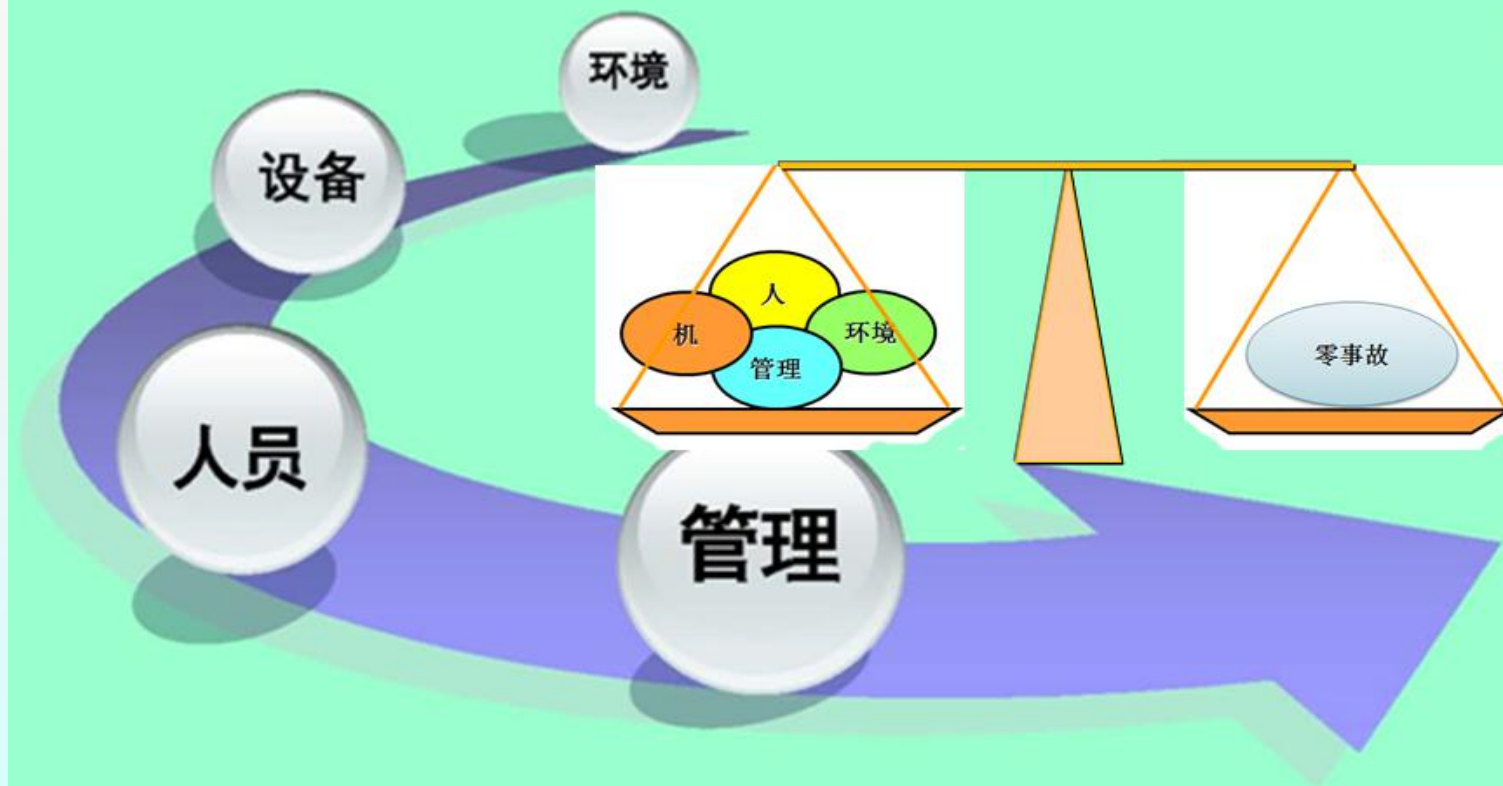 环境
设备
人员
管理
人
机
环境
管理
零事故